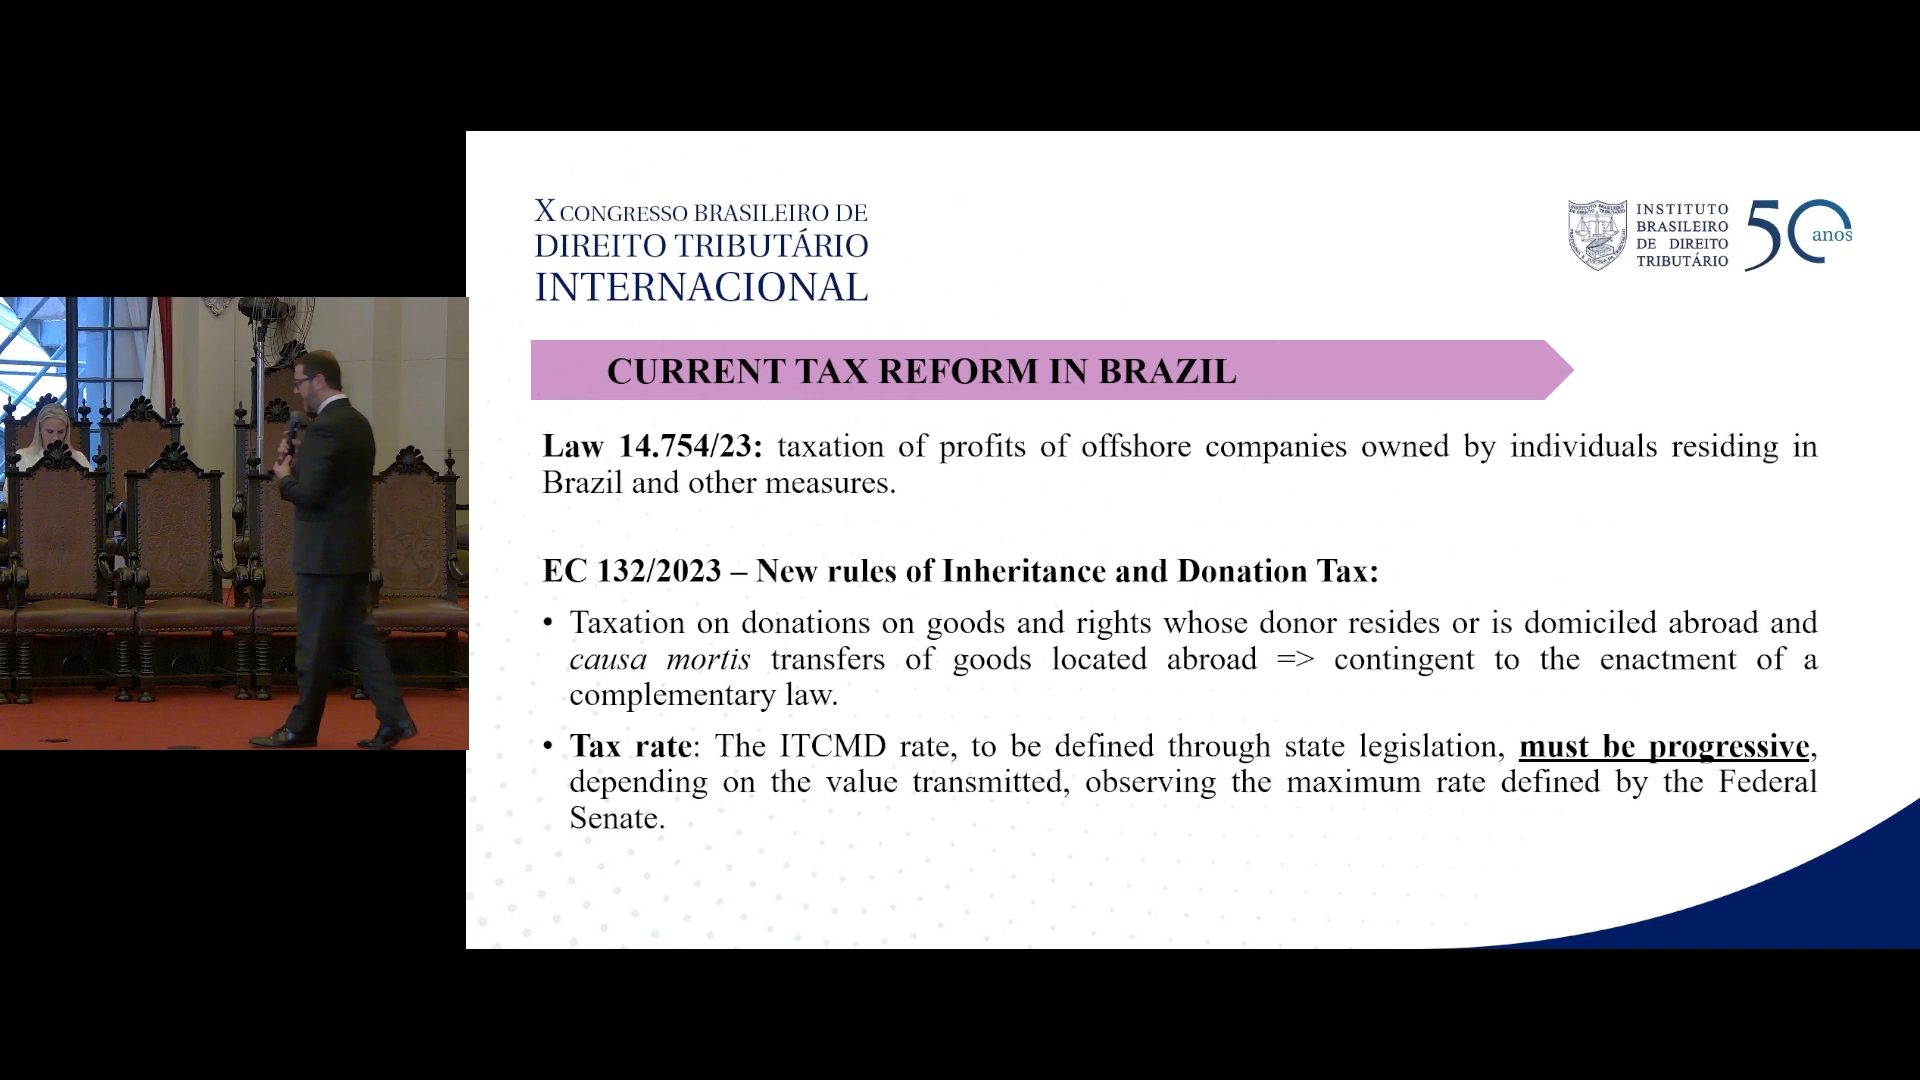 X CONGRESSO BRASILEIRO DE
DIREITO TRIBUTÁRIO
INTERNACIONAL
INSTITUTO
BRASILEIRO
DE DIREITO
TRIBUTÁRIO
50 anos
CURRENT TAX REFORM IN BRAZIL
Law 14.754/23: taxation of profits of offshore companies owned by individuals residing in
Brazil and other measures.
EC 132/2023 – New rules of Inheritance and Donation Tax:
• Taxation on donations on goods and rights whose donor resides or is domiciled abroad and
causa mortis transfers of goods located abroad => contingent to the enactment of a
complementary law.
• Tax rate: The ITCMD rate, to be defined through state legislation, must be progressive,
depending on the value transmitted, observing the maximum rate defined by the Federal
Senate.